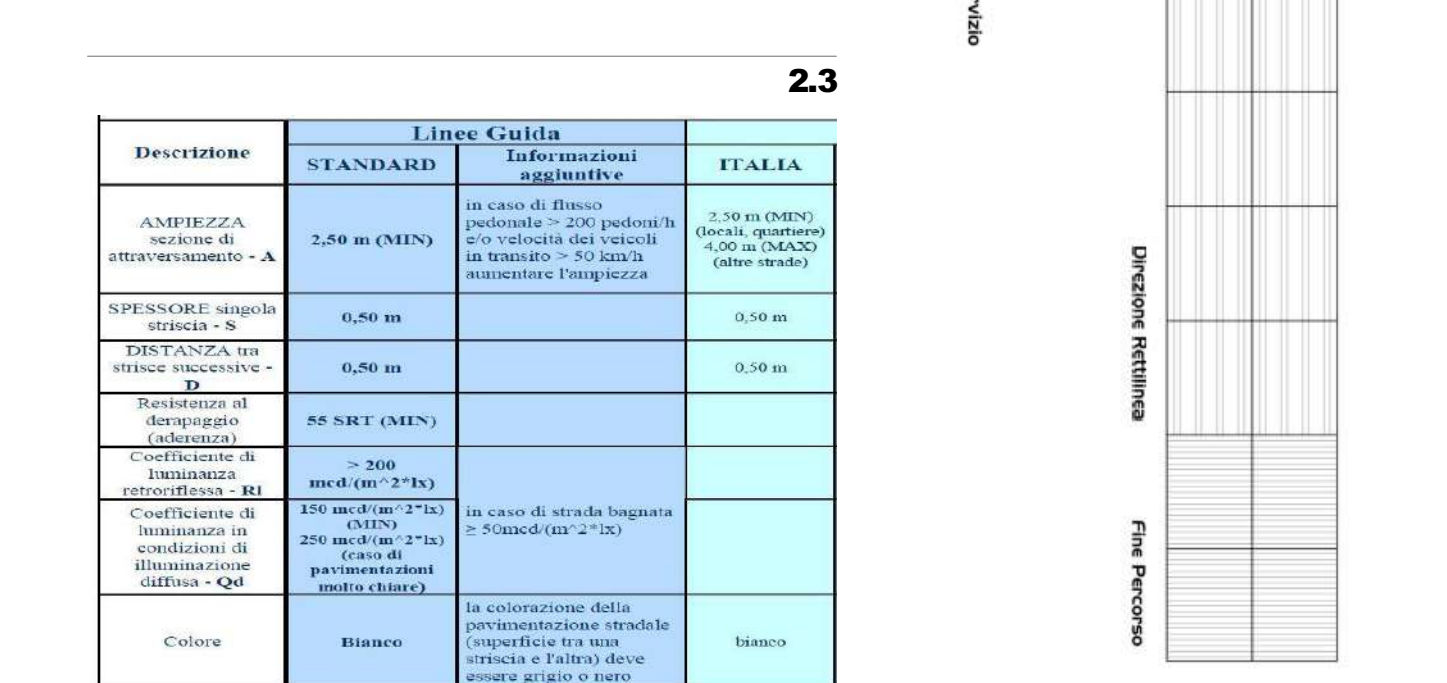 2.3
Descrizione
Linee Guida
STANDARD
Informazioni
aggiuntive
ITALIA
AMPIEZZA
sezione di
attraversamento - A
2,50 m (MIN)
in caso di flusso
pedonale > 200 pedoni/h
e/o velocità dei veicoli
in transito > 50 km/h
aumentare l'ampiezza
2,50 m (MIN)
(locali, quartiere)
4,00 m (MAX)
(altre strade)
SPESSORE singola
striscia - S
0,50 m
0,50 m
DISTANZA tra
strisce successive -
D
0,50 m
0,50 m
Resistenza al
derapaggio
(aderenza)
55 SRT (MIN)
Coefficiente di
luminanza
retroriflessa - Rl
> 200
mcd/(m^2*lx)
Coefficiente di
luminanza in
condizioni di
illuminazione
diffusa - Qd
150 mcd/(m^2*lx)
(MIN)
250 mcd/(m^2*lx)
(caso di
pavimentazioni
molto chiare)
in caso di strada bagnata
≥ 50mcd/(m^2*lx)
Colore
Bianco
la colorazione della
pavimentazione stradale
(superficie tra una
striscia e l'altra) deve
essere grigio o nero
bianco
rvizio
Direzione Rettilinea
Fine Percorso